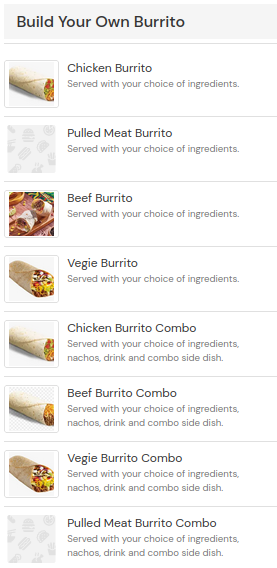 Build Your Own Burrito
Chicken Burrito
Served with your choice of ingredients.
Pulled Meat Burrito
Served with your choice of ingredients.
Beef Burrito
Served with your choice of ingredients.
Vegie Burrito
Served with your choice of ingredients.
Chicken Burrito Combo
Served with your choice of ingredients,
nachos, drink and combo side dish.
Beef Burrito Combo
Served with your choice of ingredients,
nachos, drink and combo side dish.
Vegie Burrito Combo
Served with your choice of ingredients,
nachos, drink and combo side dish.
Pulled Meat Burrito Combo
Served with your choice of ingredients,
nachos, drink and combo side dish.